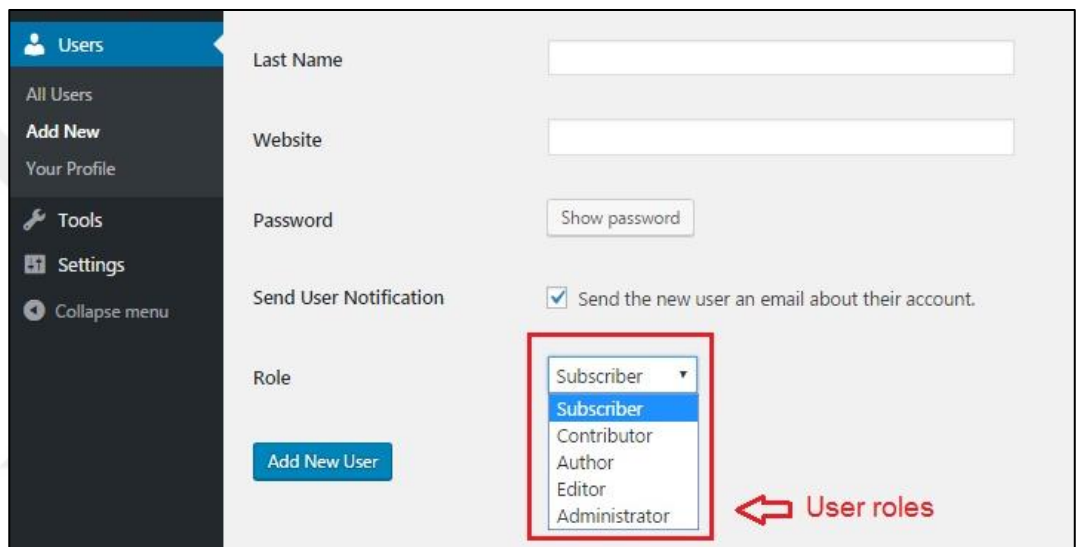 Users
All Users
Add New
Your Profile
Tools
Settings
Collapse menu
Last Name
Website
Password
Show password
Send User Notification
Send the new user an email about their account.
Role
Subscriber
Subscriber
Contributor
Author
Editor
Administrator
Add New User
User roles